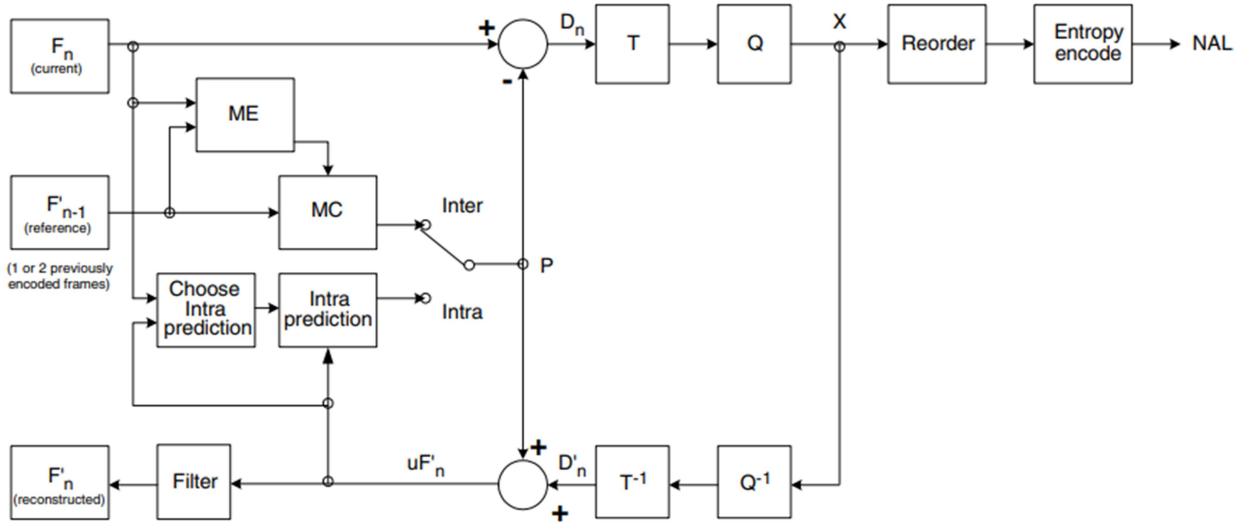 Fn
(current)
+
-
Dn
T
Q
X
Reorder
Entropy
encode
NAL
ME
F'n-1
(reference)
(1 or 2 previously
encoded frames)
MC
Inter
P
Choose
Intra
prediction
Intra
prediction
Intra
F'n
(reconstructed)
Filter
uF'n
+
+
D'n
T-1
Q-1